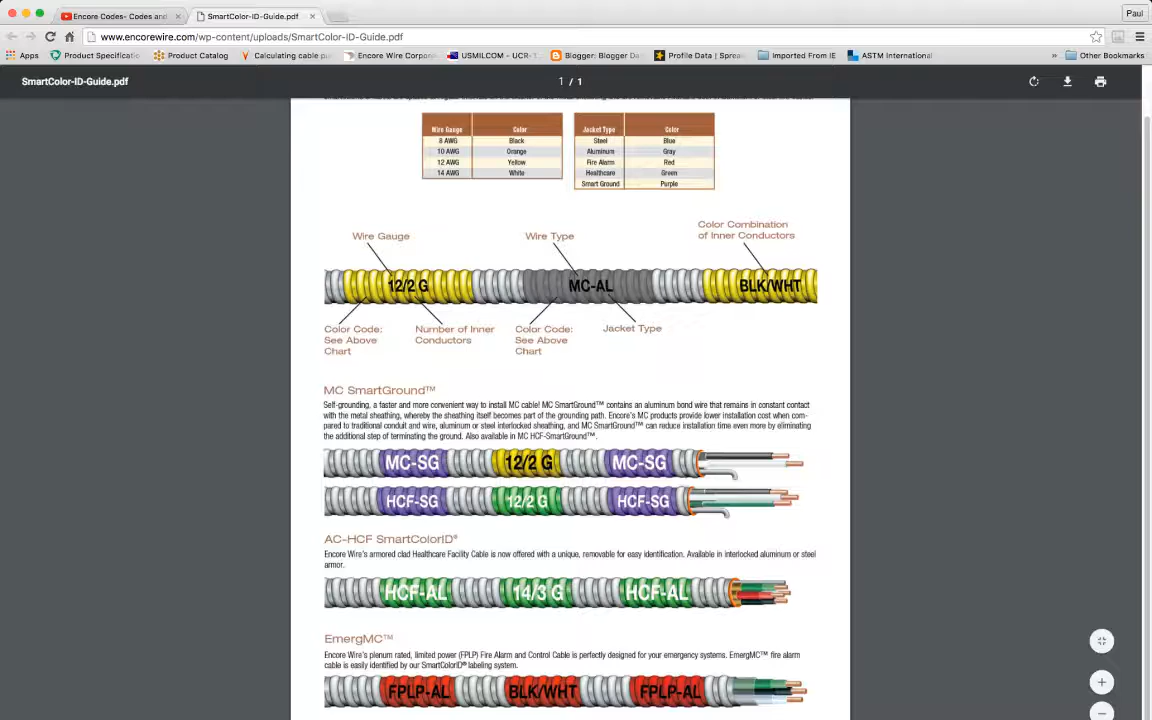 Encore Codes- Codes and
SmartColor-ID-Guide.pdf
Paul
www.encorewire.com/wp-content/uploads/SmartColor-ID-Guide.pdf
Apps
Product Specificatio
Product Catalog
Calculating cable pu
Encore Wire Corpora
USMILCOM - UCR-T
Blogger: Blogger Da
Profile Data | Sprea
Imported From IE
ASTM International
»
Other Bookmarks
SmartColor-ID-Guide.pdf
1 / 1
Wire Gauge Color
8 AWG Black
10 AWG Orange
12 AWG Yellow
14 AWG White
Jacket Type Color
Steel Blue
Aluminum Gray
Fire Alarm Red
Healthcare Green
Smart Ground Purple
Wire Gauge
Wire Type
Color Combination
of Inner Conductors
12/2 G
MC-AL
BLK/WHT
Color Code:
See Above
Chart
Number of Inner
Conductors
Color Code:
See Above
Chart
Jacket Type
MC SmartGround™
Self-grounding, a faster and more convenient way to install MC cable! MC SmartGround™ contains an aluminum bond wire that remains in constant contact
with the metal sheathing, whereby the sheathing itself becomes part of the grounding path. Encore's MC products provide lower installation cost when com-
pared to traditional conduit and wire, aluminum or steel interlocked sheathing, and MC SmartGround™ can reduce installation time even more by eliminating
the additional step of terminating the ground. Also available in MC HCF-SmartGround™.
MC-SG 12/2 G MC-SG
HCF-SG 12/2 G HCF-SG
AC-HCF SmartColorID®
Encore Wire's armored clad Healthcare Facility Cable is now offered with a unique, removable for easy identification. Available in interlocked aluminum or steel
armor.
HCF-AL 14/3 G HCF-AL
EmergMC™
Encore Wire's plenum rated, limited power (FPLP) Fire Alarm and Control Cable is perfectly designed for your emergency systems. EmergMC™ fire alarm
cable is easily identified by our SmartColorID® labeling system.
FPLP-AL BLK/WHT FPLP-AL